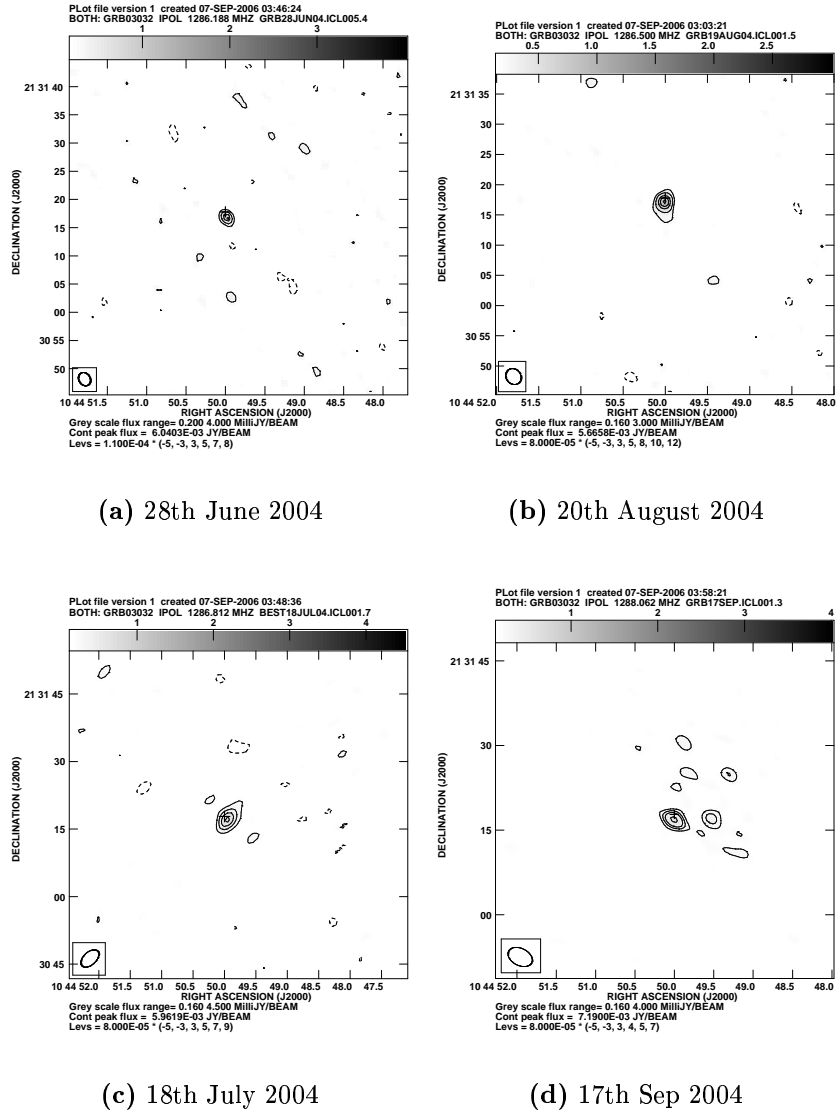 PLot file version 1 created 07-SEP-2006 03:46:24
BOTH: GRB03032 IPOL 1286.188 MHZ GRB28JUN04.ICL005.4
1 2 3
DECLINATION (J2000)
21 31 40
35
30
25
20
15
10
05
00
30 55
50
10 44 51.5 51.0 50.5 50.0 49.5 49.0 48.5 48.0
RIGHT ASCENSION (J2000)
Grey scale flux range= 0.200 4.000 MilliJY/BEAM
Cont peak flux = 6.0403E-03 JY/BEAM
Levs = 1.100E-04 * (-5, -3, 3, 5, 7, 8)
(a) 28th June 2004
PLot file version 1 created 07-SEP-2006 03:03:21
BOTH: GRB03032 IPOL 1286.500 MHZ GRB19AUG04.ICL001.5
0.5 1.0 1.5 2.0 2.5
DECLINATION (J2000)
21 31 35
30
25
20
15
10
05
00
30 55
50
10 44 52.0 51.5 51.0 50.5 50.0 49.5 49.0 48.5 48.0
RIGHT ASCENSION (J2000)
Grey scale flux range= 0.160 3.000 MilliJY/BEAM
Cont peak flux = 5.6658E-03 JY/BEAM
Levs = 8.000E-05 * (-5, -3, 3, 5, 8, 10, 12)
(b) 20th August 2004
PLot file version 1 created 07-SEP-2006 03:48:36
BOTH: GRB03032 IPOL 1286.812 MHZ BEST18JUL04.ICL001.7
1 2 3 4
DECLINATION (J2000)
21 31 45
30
15
00
30 45
10 44 52.0 51.5 51.0 50.5 50.0 49.5 49.0 48.5 48.0 47.5
RIGHT ASCENSION (J2000)
Grey scale flux range= 0.160 4.500 MilliJY/BEAM
Cont peak flux = 5.9619E-03 JY/BEAM
Levs = 8.000E-05 * (-5, -3, 3, 5, 7, 9)
(c) 18th July 2004
PLot file version 1 created 07-SEP-2006 03:58:21
BOTH: GRB03032 IPOL 1288.062 MHZ GRB17SEP.ICL001.3
1 2 3 4
DECLINATION (J2000)
21 31 45
30
15
00
10 44 52.0 51.5 51.0 50.5 50.0 49.5 49.0 48.5 48.0
RIGHT ASCENSION (J2000)
Grey scale flux range= 0.160 4.000 MilliJY/BEAM
Cont peak flux = 7.1900E-03 JY/BEAM
Levs = 8.000E-05 * (-5, -3, 3, 4, 5, 7)
(d) 17th Sep 2004